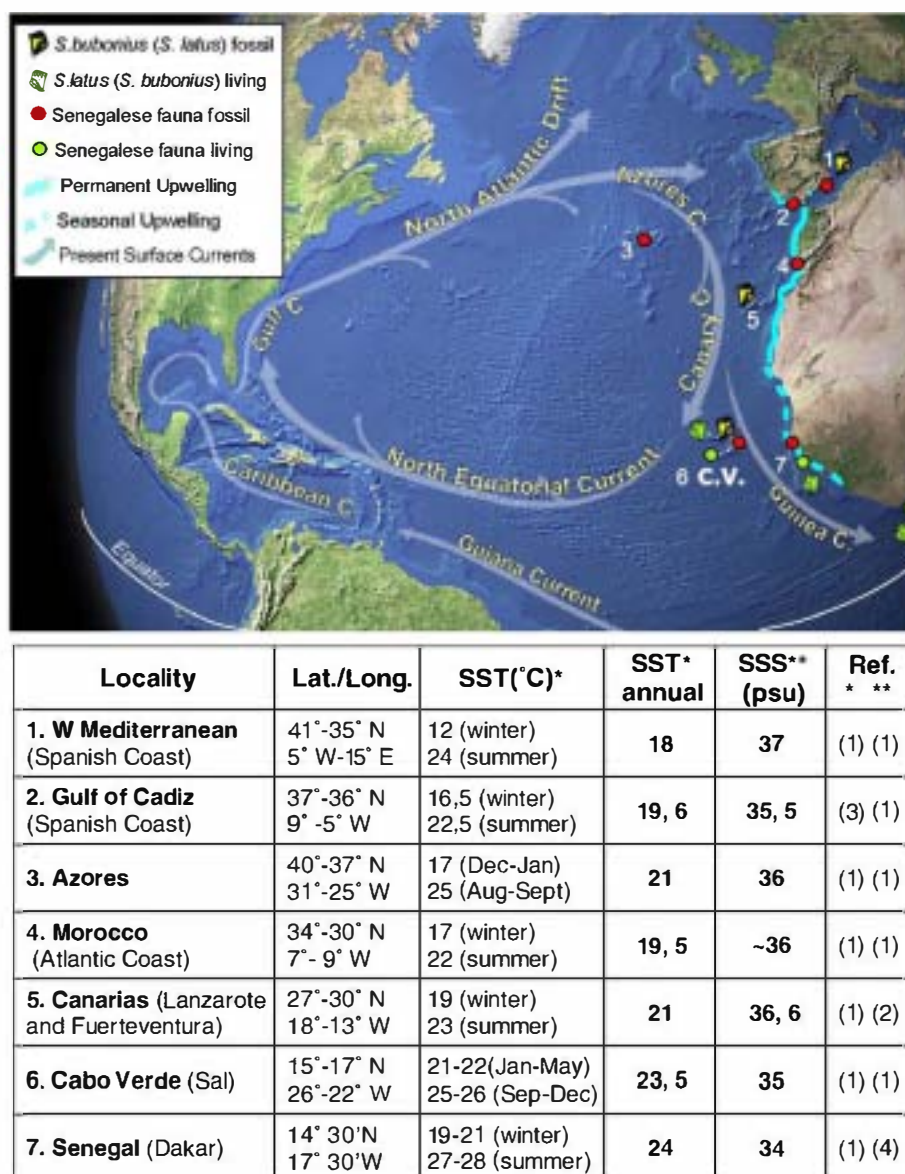 S.bubonius (S. latus) fossil
S.latus (S. bubonius) living
Senegalese fauna fossil
Senegalese fauna living
Permanent Upwelling
Seasonal Upwelling
Present Surface Currents
North Atlantic Drift
Azores C.
Gulf C
Canary C
North Equatorial Current
Caribbean C.
Guiana Current
Guinea C.
Equator
1
2
3
4
5
6 C.V.
7
Locality Lat./Long. SST(°C)* SST* annual SSS** (psu) Ref. * **
1. W Mediterranean 41°-35° N 12 (winter) 18 37 (1) (1)
(Spanish Coast) 5° W-15° E 24 (summer)
2. Gulf of Cadiz 37°-36° N 16,5 (winter) 19, 6 35, 5 (3) (1)
(Spanish Coast) 9° -5° W 22,5 (summer)
3. Azores 40°-37° N 17 (Dec-Jan) 21 36 (1) (1)
31°-25° W 25 (Aug-Sept)
4. Morocco 34°-30° N 17 (winter) 19, 5 ~36 (1) (1)
(Atlantic Coast) 7°- 9° W 22 (summer)
5. Canarias (Lanzarote 27°-30° N 19 (winter) 21 36, 6 (1) (2)
and Fuerteventura) 18°-13° W 23 (summer)
6. Cabo Verde (Sal) 15°-17° N 21-22(Jan-May) 23, 5 35 (1) (1)
26°-22° W 25-26 (Sep-Dec)
7. Senegal (Dakar) 14° 30'N 19-21 (winter) 24 34 (1) (4)
17° 30'W 27-28 (summer)